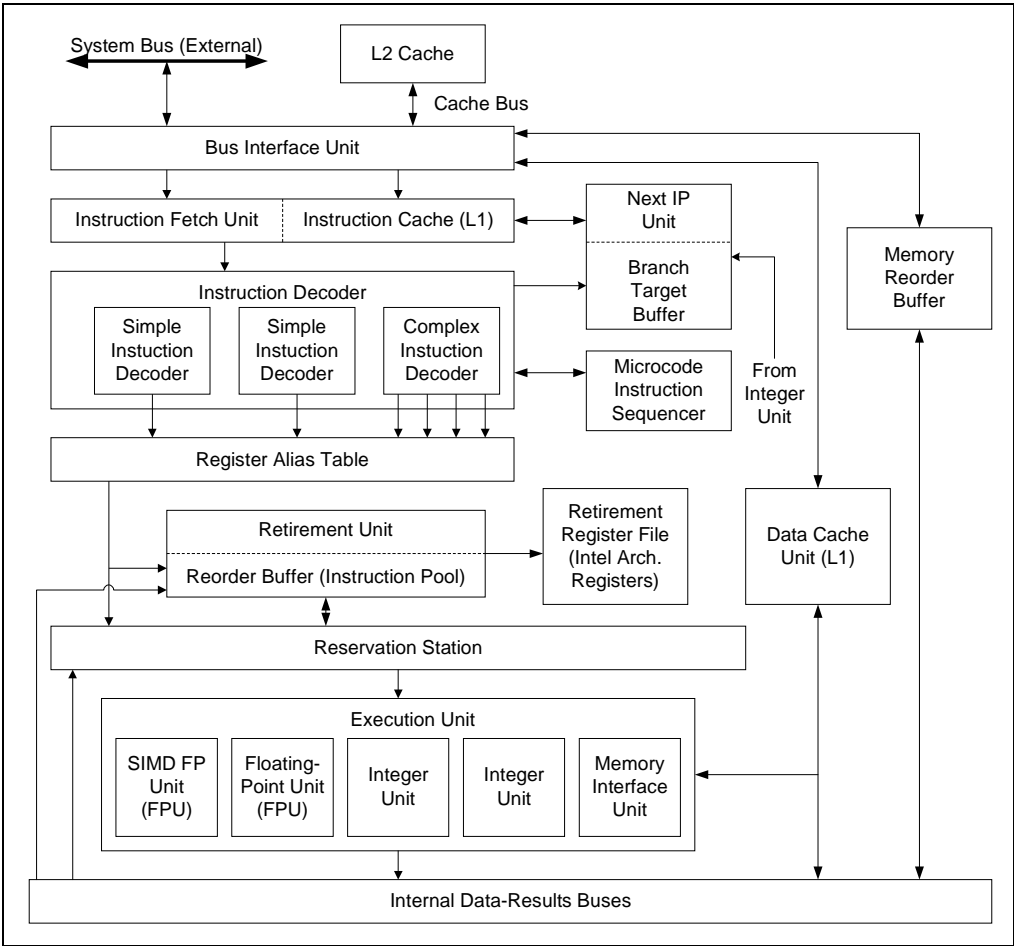 System Bus (External)
L2 Cache
Cache Bus
Bus Interface Unit
Instruction Fetch Unit
Instruction Cache (L1)
Next IP
Unit
Branch
Target
Buffer
Memory
Reorder
Buffer
Instruction Decoder
Simple
Instuction
Decoder
Simple
Instuction
Decoder
Complex
Instuction
Decoder
Microcode
Instruction
Sequencer
From
Integer
Unit
Register Alias Table
Retirement Unit
Reorder Buffer (Instruction Pool)
Retirement
Register File
(Intel Arch.
Registers)
Data Cache
Unit (L1)
Reservation Station
Execution Unit
SIMD FP
Unit
(FPU)
Floating-
Point Unit
(FPU)
Integer
Unit
Integer
Unit
Memory
Interface
Unit
Internal Data-Results Buses